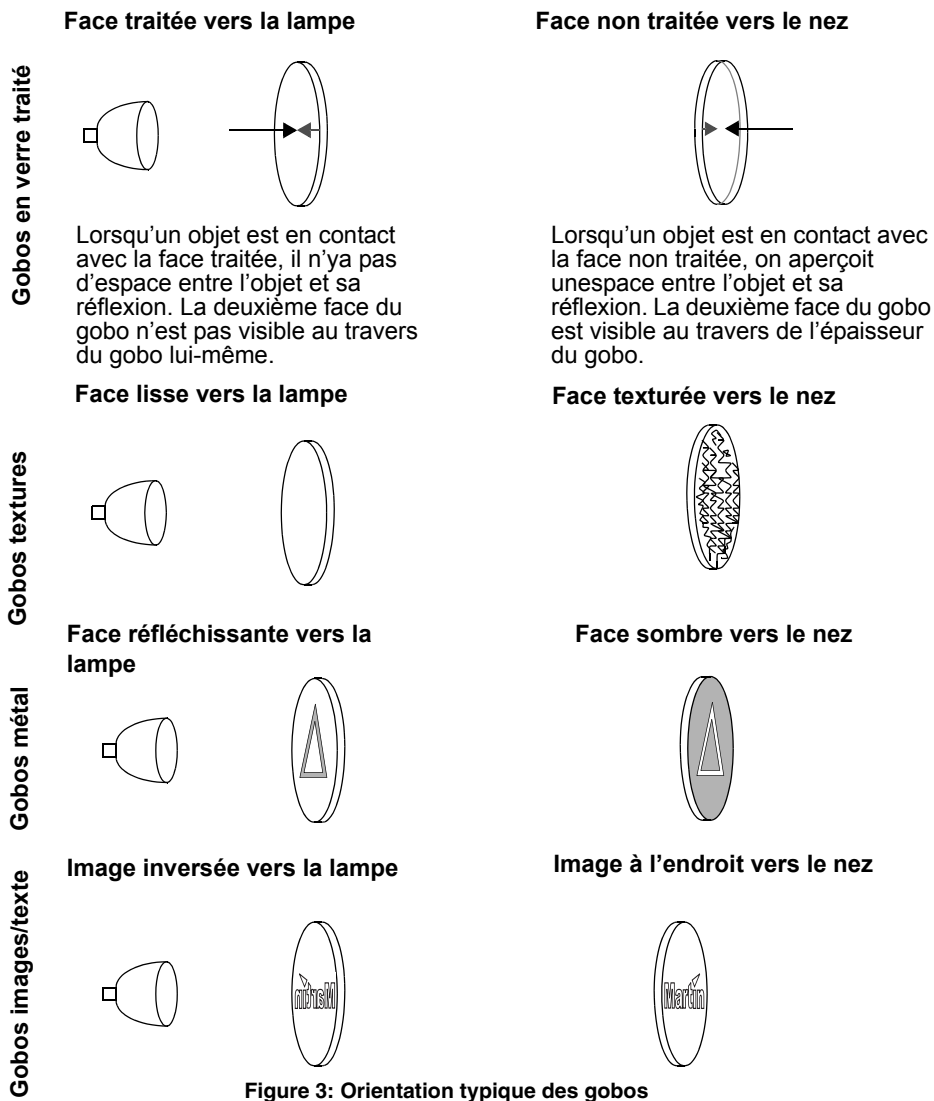 Face traitée vers la lampe
Face non traitée vers le nez
Gobos en verre traité
Lorsqu’un objet est en contact
avec la face traitée, il n’ya pas
d’espace entre l’objet et sa
réflexion. La deuxième face du
gobo n’est pas visible au travers
du gobo lui-même.
Lorsqu’un objet est en contact avec
la face non traitée, on aperçoit
unespace entre l’objet et sa
réflexion. La deuxième face du gobo
est visible au travers de l’épaisseur
du gobo.
Face lisse vers la lampe
Face texturée vers le nez
Gobos textures
Face réfléchissante vers la
lampe
Face sombre vers le nez
Gobos métal
Image inversée vers la lampe
Image à l’endroit vers le nez
Gobos images/texte
Martin
Martin
Figure 3: Orientation typique des gobos